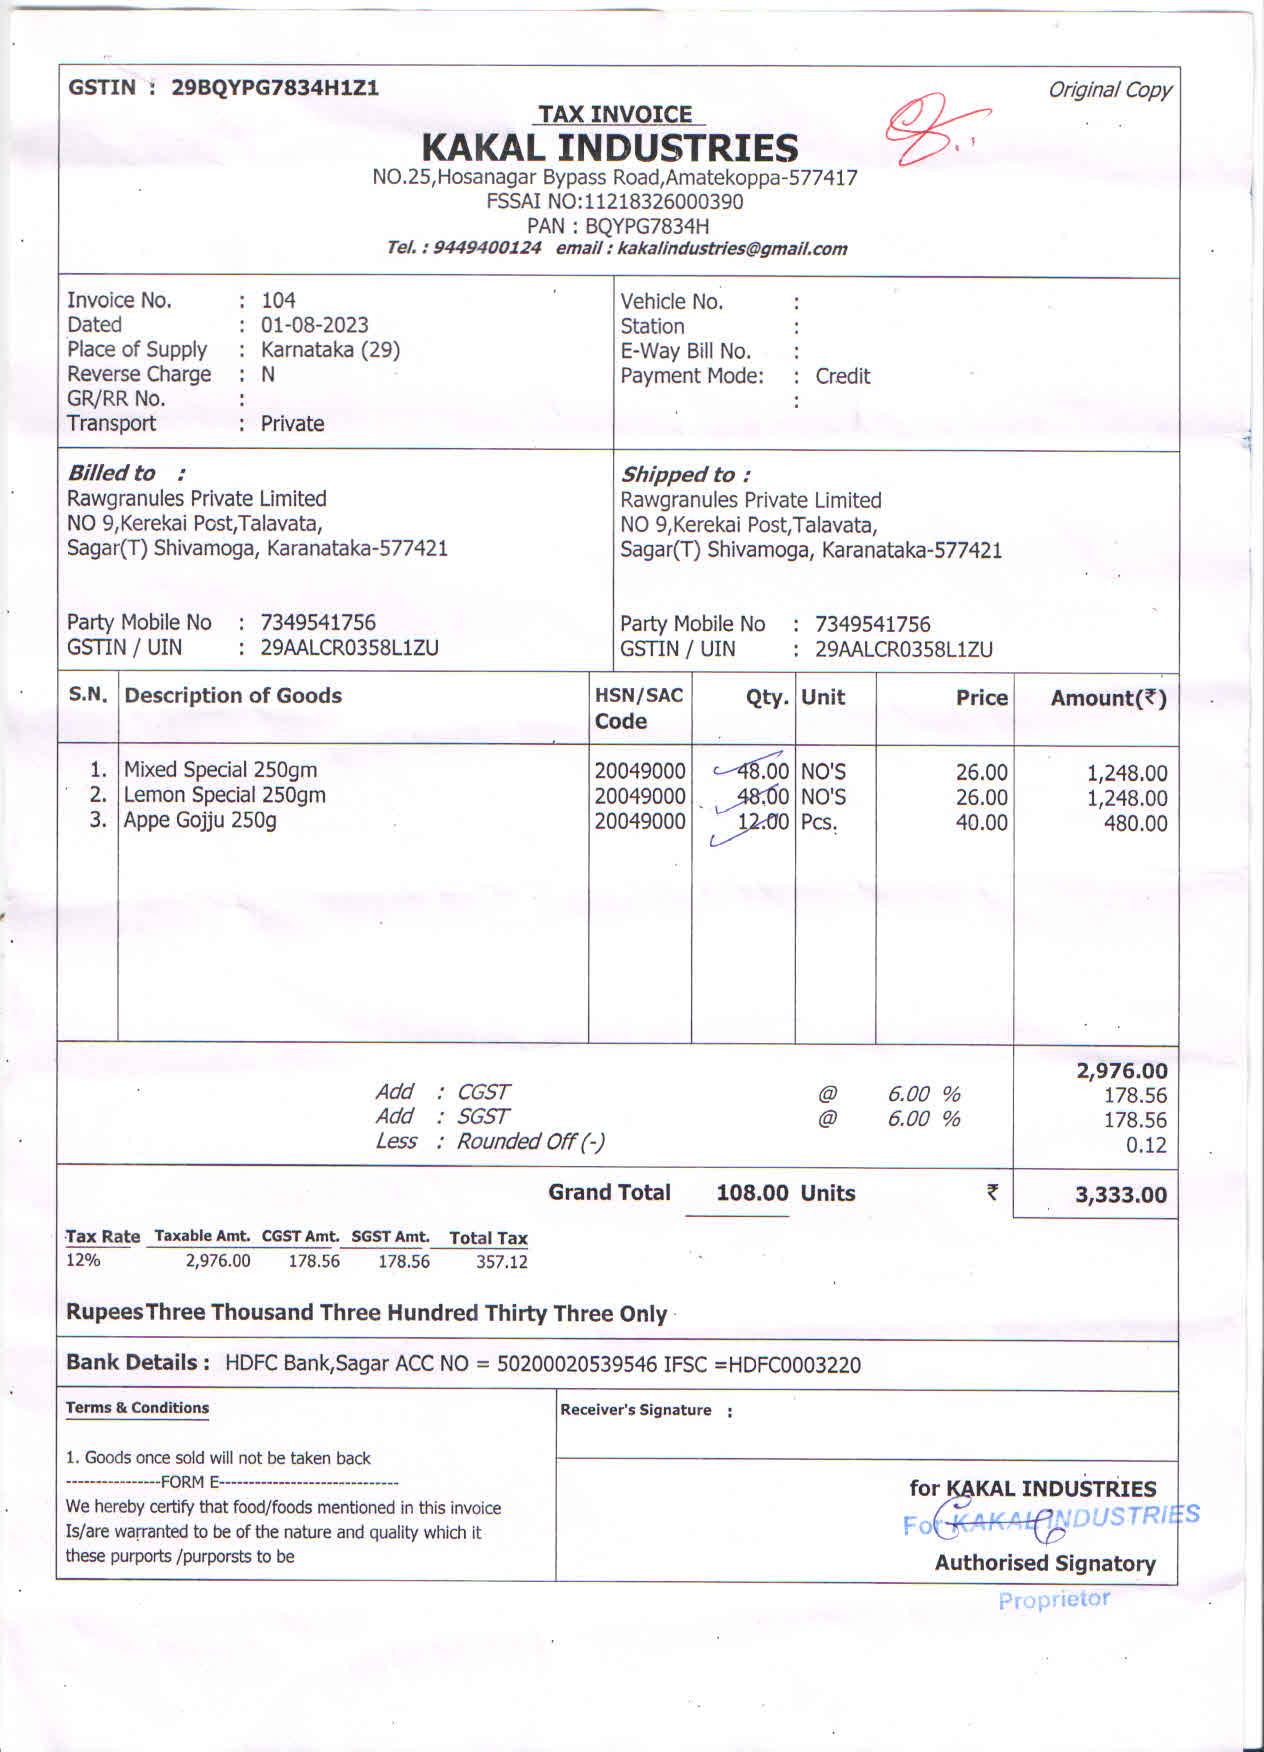 GSTIN : 29BQYPG7834H1Z1 Original Copy
TAX INVOICE
KAKAL INDUSTRIES
NO.25,Hosanagar Bypass Road,Amatekoppa-577417
FSSAI NO:11218326000390
PAN : BQYPG7834H
Tel. : 9449400124 email : kakalindustries@gmail.com
Invoice No. : 104
Dated : 01-08-2023
Place of Supply : Karnataka (29)
Reverse Charge : N
GR/RR No. :
Transport : Private
Vehicle No. :
Station :
E-Way Bill No. :
Payment Mode: : Credit
:
Billed to :
Rawgranules Private Limited
NO 9,Kerekai Post,Talavata,
Sagar(T) Shivamoga, Karanataka-577421
Party Mobile No : 7349541756
GSTIN / UIN : 29AALCR0358L1ZU
Shipped to :
Rawgranules Private Limited
NO 9,Kerekai Post,Talavata,
Sagar(T) Shivamoga, Karanataka-577421
Party Mobile No : 7349541756
GSTIN / UIN : 29AALCR0358L1ZU
S.N. Description of Goods HSN/SAC Code Qty. Unit Price Amount(₹)
1. Mixed Special 250gm 20049000 48.00 NO'S 26.00 1,248.00
2. Lemon Special 250gm 20049000 48.00 NO'S 26.00 1,248.00
3. Appe Gojju 250g 20049000 12.00 Pcs. 40.00 480.00
2,976.00
Add : CGST @ 6.00 % 178.56
Add : SGST @ 6.00 % 178.56
Less : Rounded Off (-) 0.12
Grand Total 108.00 Units ₹ 3,333.00
Tax Rate Taxable Amt. CGST Amt. SGST Amt. Total Tax
12% 2,976.00 178.56 178.56 357.12
RupeesThree Thousand Three Hundred Thirty Three Only
Bank Details : HDFC Bank,Sagar ACC NO = 50200020539546 IFSC =HDFC0003220
Terms & Conditions
1. Goods once sold will not be taken back
----------------FORM E------------------------------
We hereby certify that food/foods mentioned in this invoice
Is/are warranted to be of the nature and quality which it
these purports /purporsts to be
Receiver's Signature :
for KAKAL INDUSTRIES
For KAKAL INDUSTRIES
Authorised Signatory
Proprietor